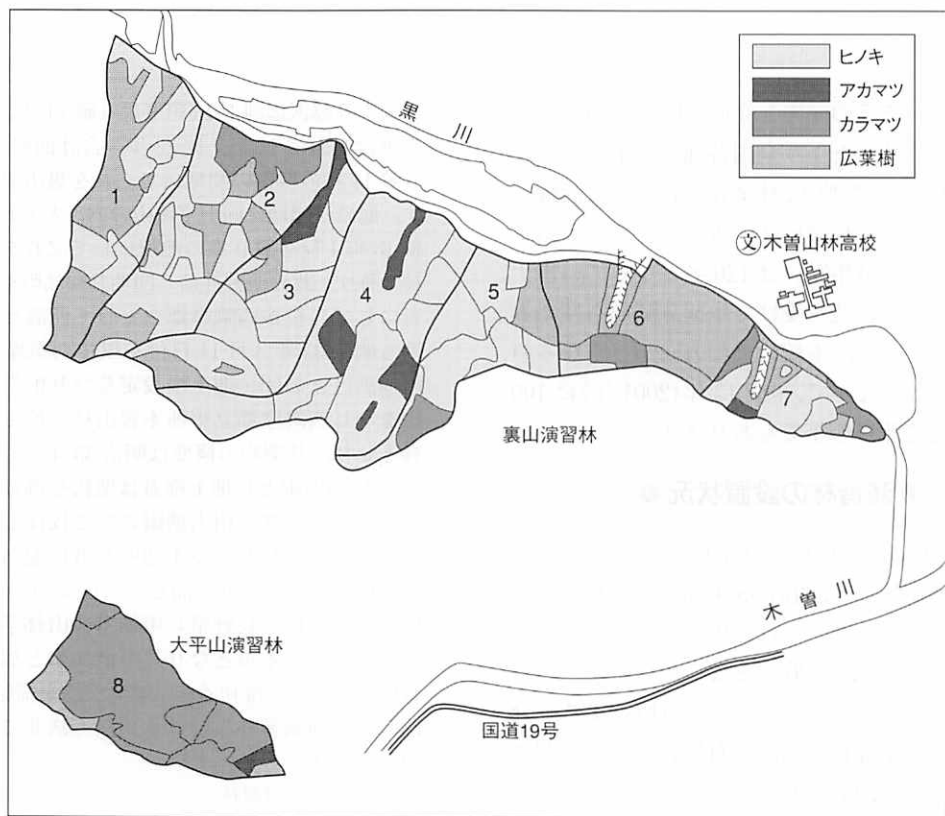 ヒノキ
アカマツ
カラマツ
広葉樹
黒川
文 木曽山林高校
1
2
3
4
5
6
7
裏山演習林
木曽川
大平山演習林
8
国道19号